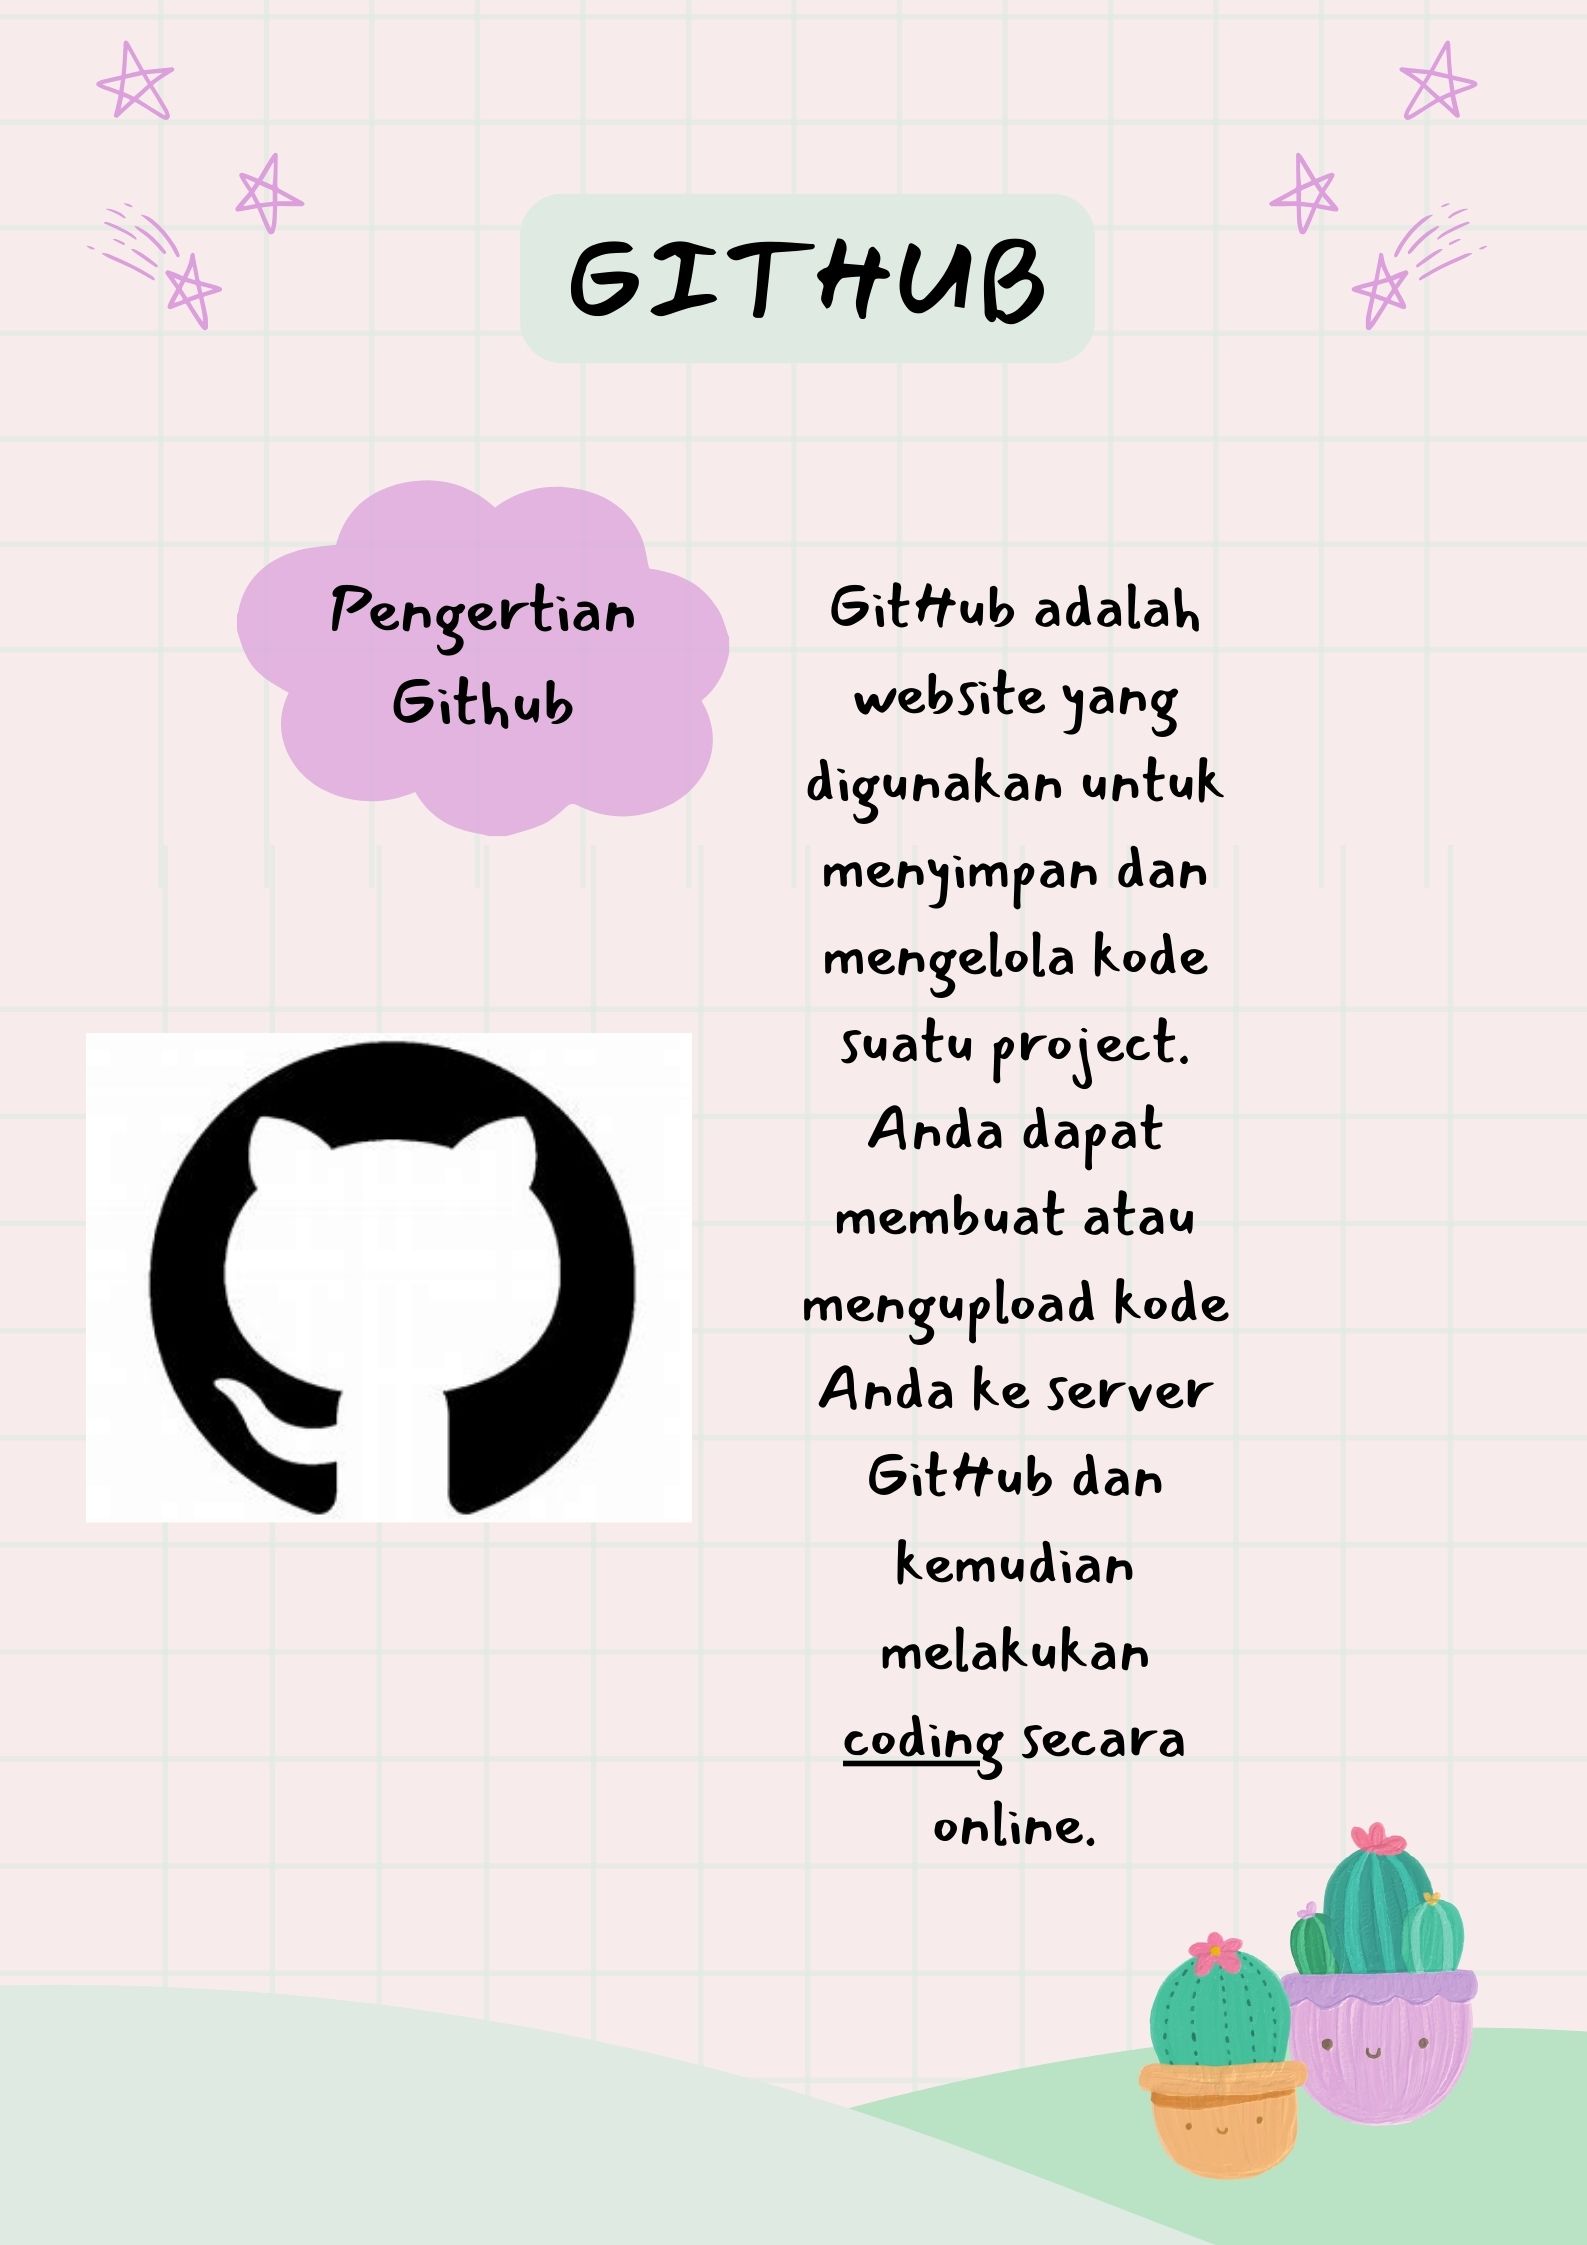 GITHUB
Pengertian
Github
GitHub adalah
website yang
digunakan untuk
menyimpan dan
mengelola kode
suatu project.
Anda dapat
membuat atau
mengupload kode
Anda ke server
GitHub dan
kemudian
melakukan
coding secara
online.